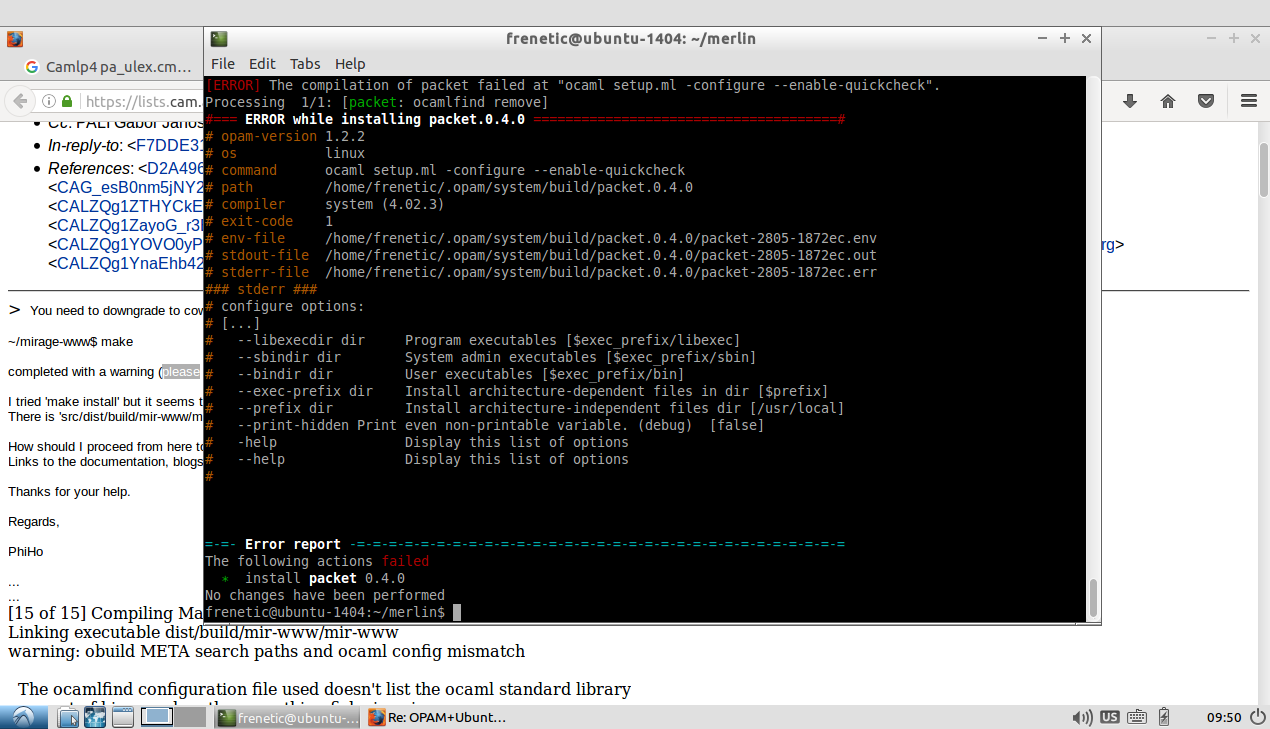 frenetic@ubuntu-1404: ~/merlin
Camlp4 pa_ulex.cm...
File Edit Tabs Help
https://lists.cam
[ERROR] The compilation of packet failed at "ocaml setup.ml -configure --enable-quickcheck".
Processing  1/1: [packet: ocamlfind remove]
#=== ERROR while installing packet.0.4.0 ======================================#
# opam-version 1.2.2
# os           linux
# command      ocaml setup.ml -configure --enable-quickcheck
# path         /home/frenetic/.opam/system/build/packet.0.4.0
# compiler     system (4.02.3)
# exit-code    1
# env-file     /home/frenetic/.opam/system/build/packet.0.4.0/packet-2805-1872ec.env
# stdout-file  /home/frenetic/.opam/system/build/packet.0.4.0/packet-2805-1872ec.out
# stderr-file  /home/frenetic/.opam/system/build/packet.0.4.0/packet-2805-1872ec.err
### stderr ###
# configure options:
# [...]
#   --libexecdir dir     Program executables [$exec_prefix/libexec]
#   --sbindir dir        System admin executables [$exec_prefix/sbin]
#   --bindir dir         User executables [$exec_prefix/bin]
#   --exec-prefix dir    Install architecture-dependent files in dir [$prefix]
#   --prefix dir         Install architecture-independent files dir [/usr/local]
#   --print-hidden Print even non-printable variable. (debug)  [false]
#   -help                Display this list of options
#   --help               Display this list of options
#
=-=- Error report -=-=-=-=-=-=-=-=-=-=-=-=-=-=-=-=-=-=-=-=-=-=-=-=-=-=-=-=-=-=-=
The following actions failed
  ∗  install packet 0.4.0
No changes have been performed
frenetic@ubuntu-1404:~/merlin$
In-reply-to: <F7DDE31
References: <D2A496
<CAG_esB0nm5jNY2
<CALZQg1ZTHYCkE
<CALZQg1ZayoG_r3
<CALZQg1YOVO0yP
rg>
<CALZQg1YnaEhb42
> You need to downgrade to cow
~/mirage-www$ make
completed with a warning (please
I tried 'make install' but it seems t
There is 'src/dist/build/mir-www/m
How should I proceed from here to
Links to the documentation, blogs
Thanks for your help.
Regards,
PhiHo
...
...
[15 of 15] Compiling Ma
Linking executable dist/build/mir-www/mir-www
warning: obuild META search paths and ocaml config mismatch
The ocamlfind configuration file used doesn't list the ocaml standard library
frenetic@ubuntu-...
Re: OPAM+Ubunt...
US
09:50